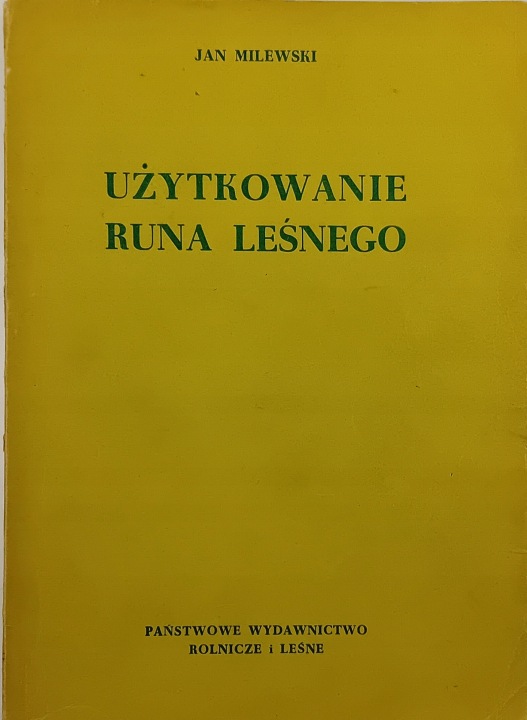 JAN MILEWSKI
UŻYTKOWANIE
RUNA LEŚNEGO
PAŃSTWOWE WYDAWNICTWO
ROLNICZE i LEŚNE